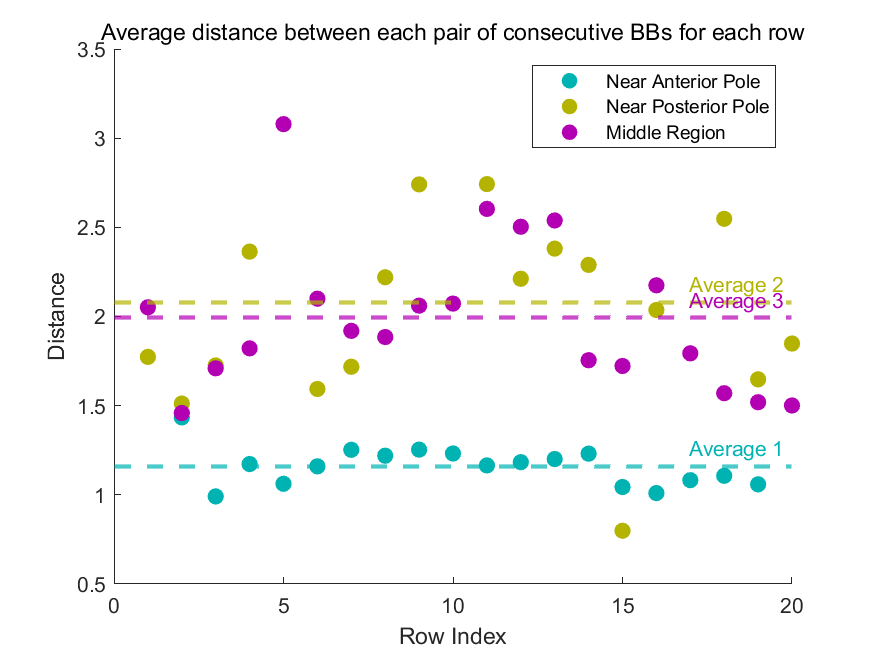 Average distance between each pair of consecutive BBs for each row
3.5
3
2.5
2
1.5
1
0.5
Distance
Near Anterior Pole
Near Posterior Pole
Middle Region
Average 2
Average 3
Average 1
0
5
10
15
20
Row Index